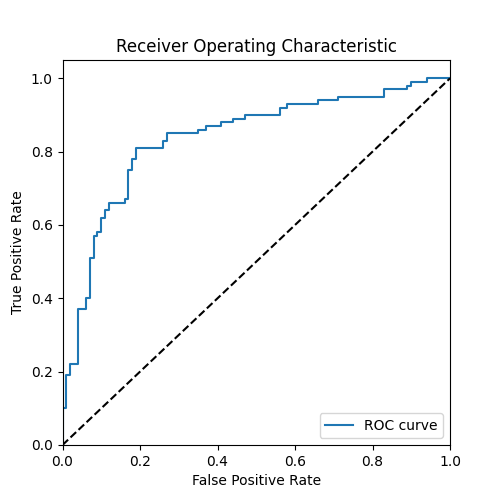 Receiver Operating Characteristic
1.0
0.8
0.6
0.4
0.2
0.0
True Positive Rate
ROC curve
0.0 0.2 0.4 0.6 0.8 1.0
False Positive Rate